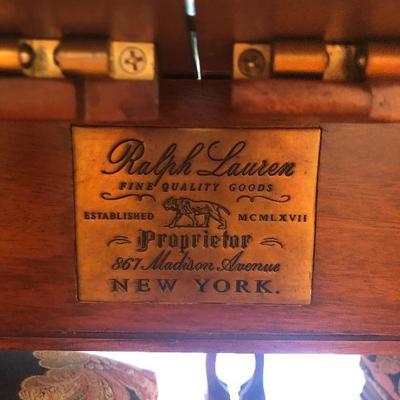 Ralph Lauren
FINE QUALITY GOODS
ESTABLISHED MCMLXVII
Proprietor
867 Madison Avenue
NEW YORK.